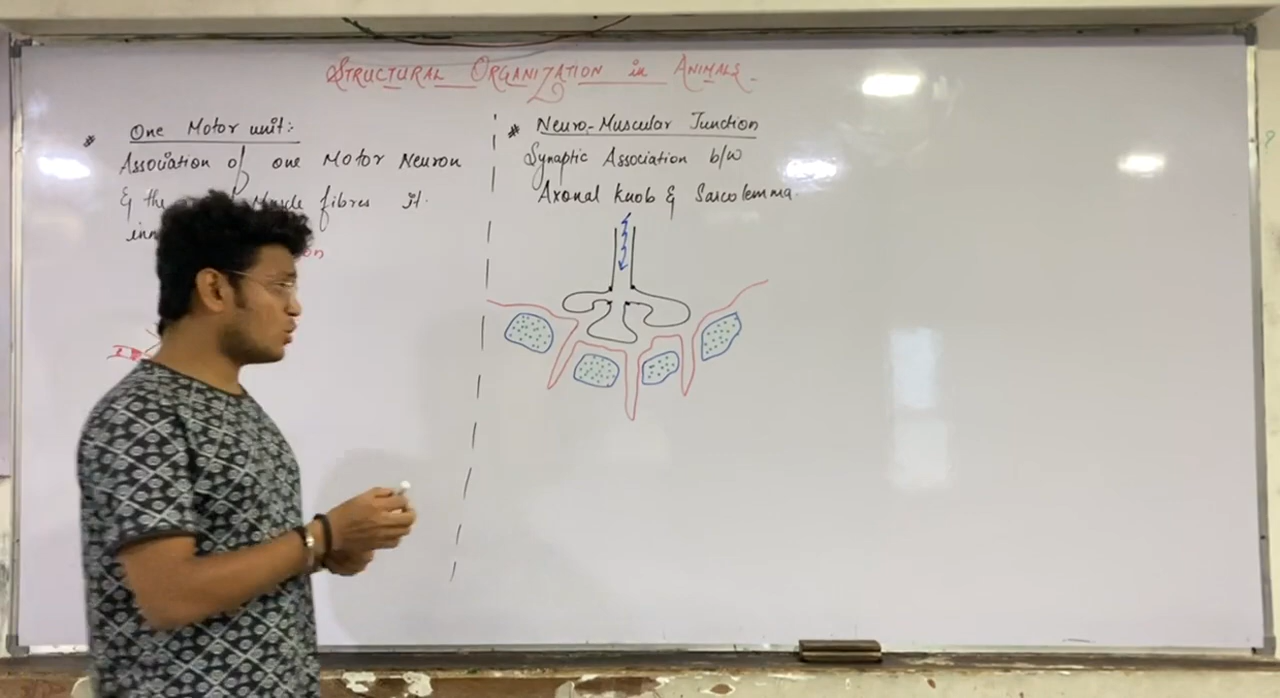 STRUCTURAL ORGANIZATION in ANIMALS
# One Motor unit:
Association of one Motor Neuron
& the Muscle fibres it
# Neuro-Muscular Junction
Synaptic Association b/w
Axonal knob & Sarcolemma